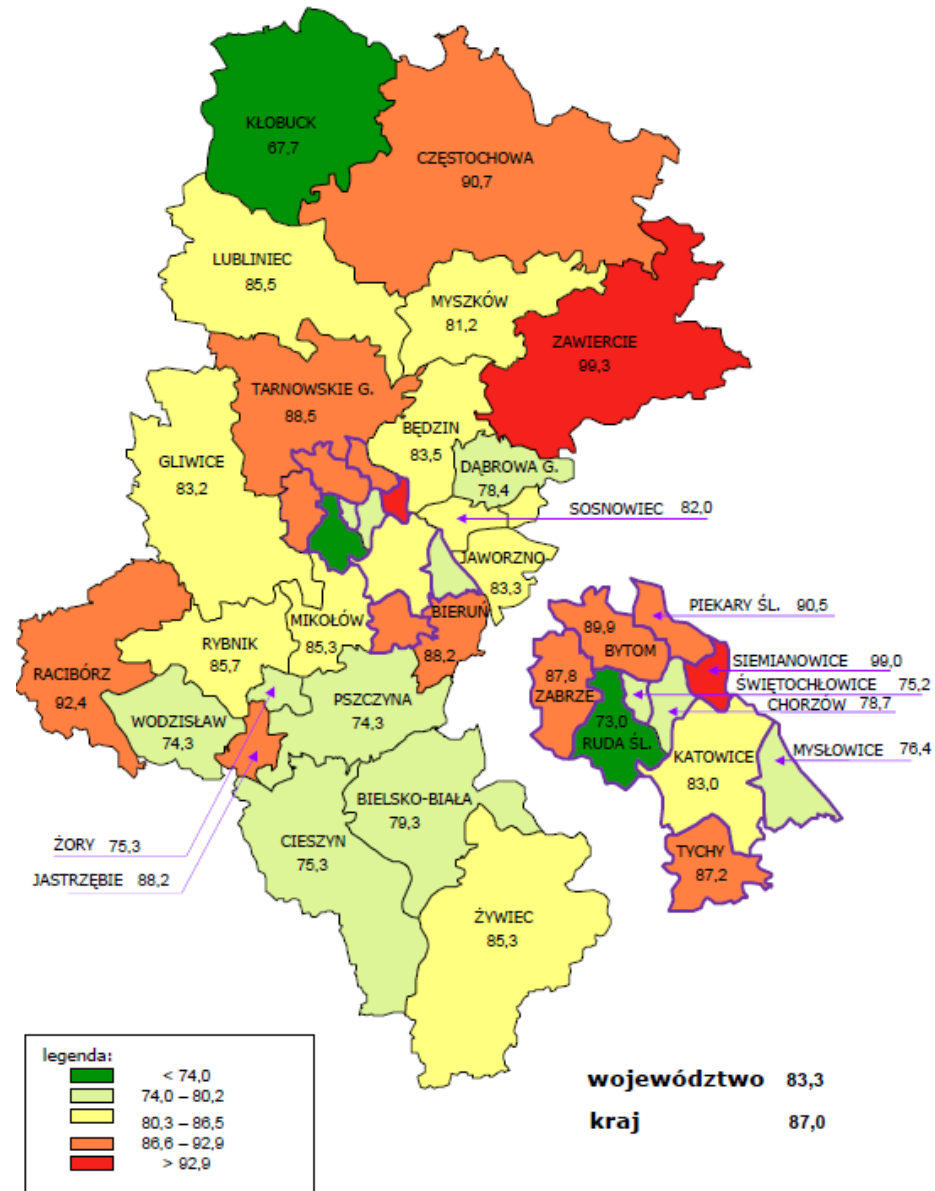 KŁOBUCK
67,7
CZĘSTOCHOWA
90,7
LUBLINIEC
85,5
MYSZKÓW
81,2
ZAWIERCIE
99,3
TARNOWSKIE G.
88,5
BĘDZIN
83,5
GLIWICE
83,2
DĄBROWA G.
78,4
SOSNOWIEC 82,0
JAWORZNO
83,3
MIKOŁÓW
85,3
BIERUŃ
88,2
RYBNIK
85,7
RACIBÓRZ
92,4
WODZISŁAW
74,3
PSZCZYNA
74,3
BIELSKO-BIAŁA
79,3
CIESZYN
75,3
ŻORY 75,3
JASTRZĘBIE 88,2
ŻYWIEC
85,3
PIEKARY ŚL. 90,5
89,9
BYTOM
87,8
ZABRZE
SIEMIANOWICE 99,0
ŚWIĘTOCHŁOWICE 75,2
CHORZÓW 78,7
73,0
RUDA ŚL.
KATOWICE
83,0
MYSŁOWICE 76,4
TYCHY
87,2
legenda:
< 74,0
74,0 – 80,2
80,3 – 86,5
86,6 – 92,9
> 92,9
województwo 83,3
kraj 87,0